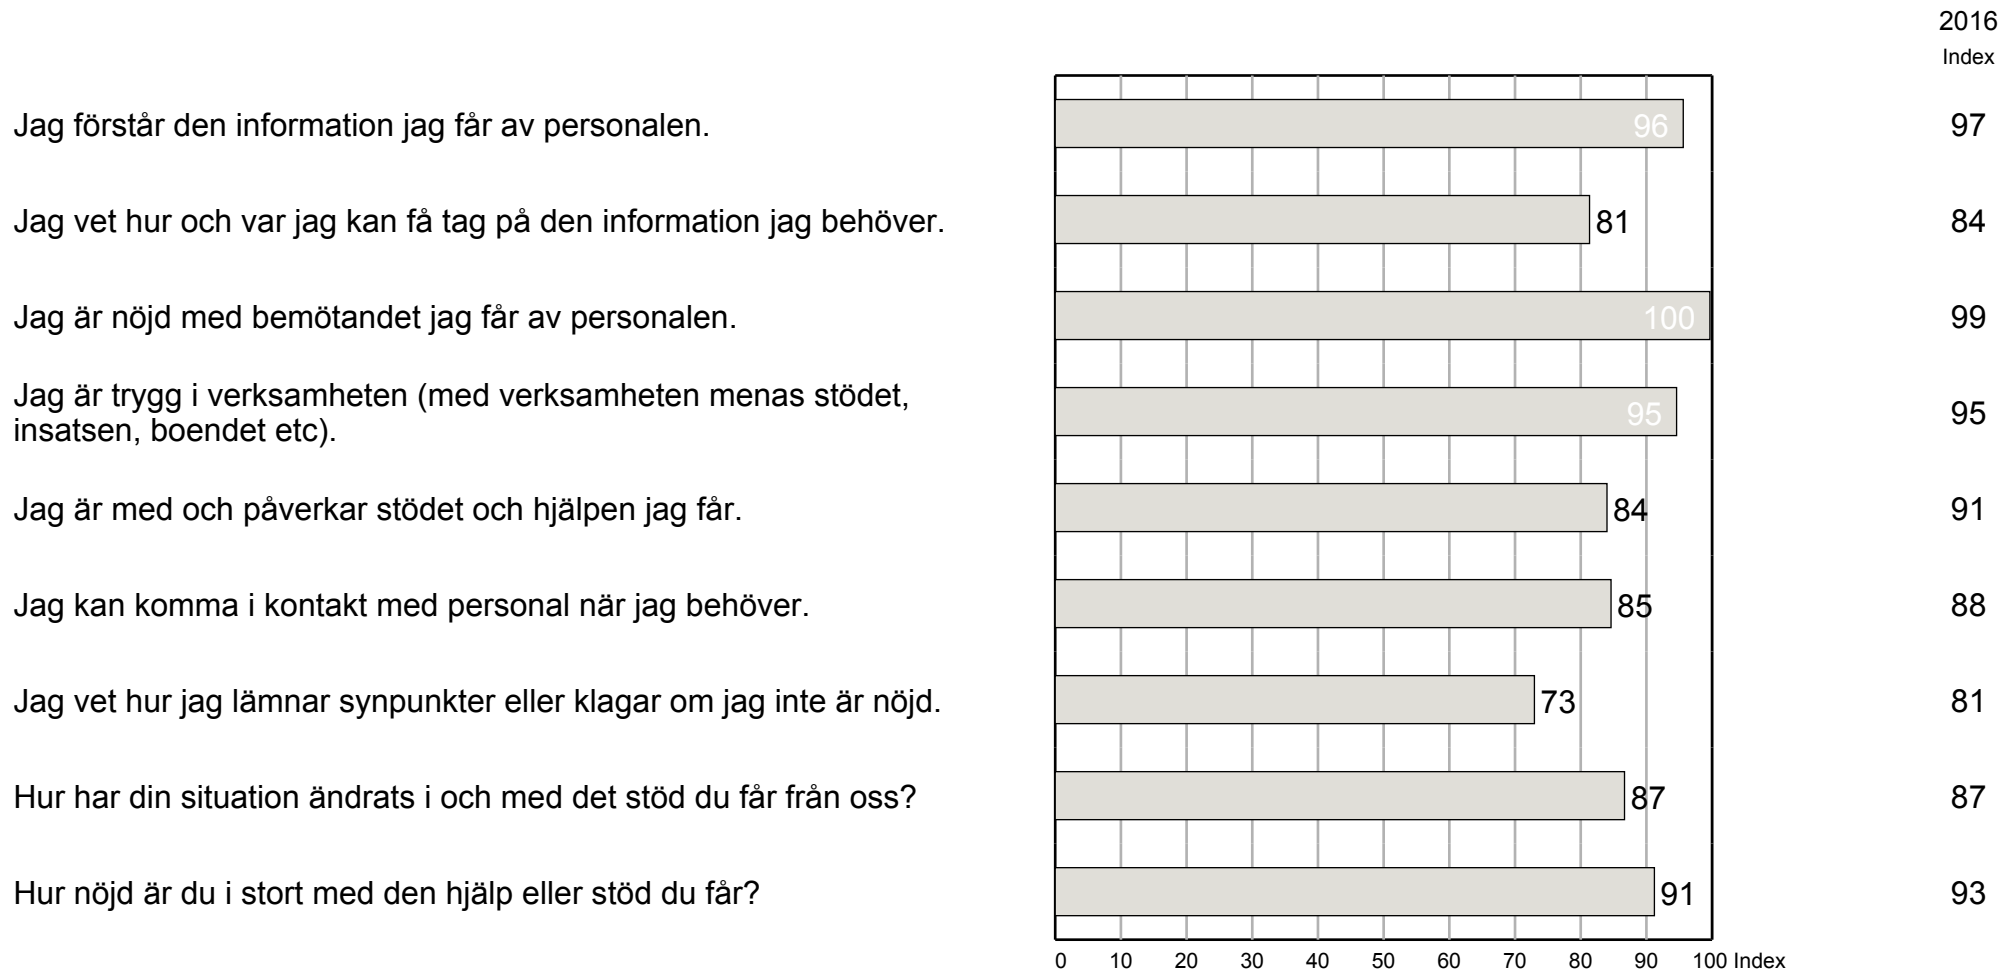 2016
Index
Jag förstår den information jag får av personalen. 96 97
Jag vet hur och var jag kan få tag på den information jag behöver. 81 84
Jag är nöjd med bemötandet jag får av personalen. 100 99
Jag är trygg i verksamheten (med verksamheten menas stödet,
insatsen, boendet etc). 95 95
Jag är med och påverkar stödet och hjälpen jag får. 84 91
Jag kan komma i kontakt med personal när jag behöver. 85 88
Jag vet hur jag lämnar synpunkter eller klagar om jag inte är nöjd. 73 81
Hur har din situation ändrats i och med det stöd du får från oss? 87 87
Hur nöjd är du i stort med den hjälp eller stöd du får? 91 93
0 10 20 30 40 50 60 70 80 90 100 Index